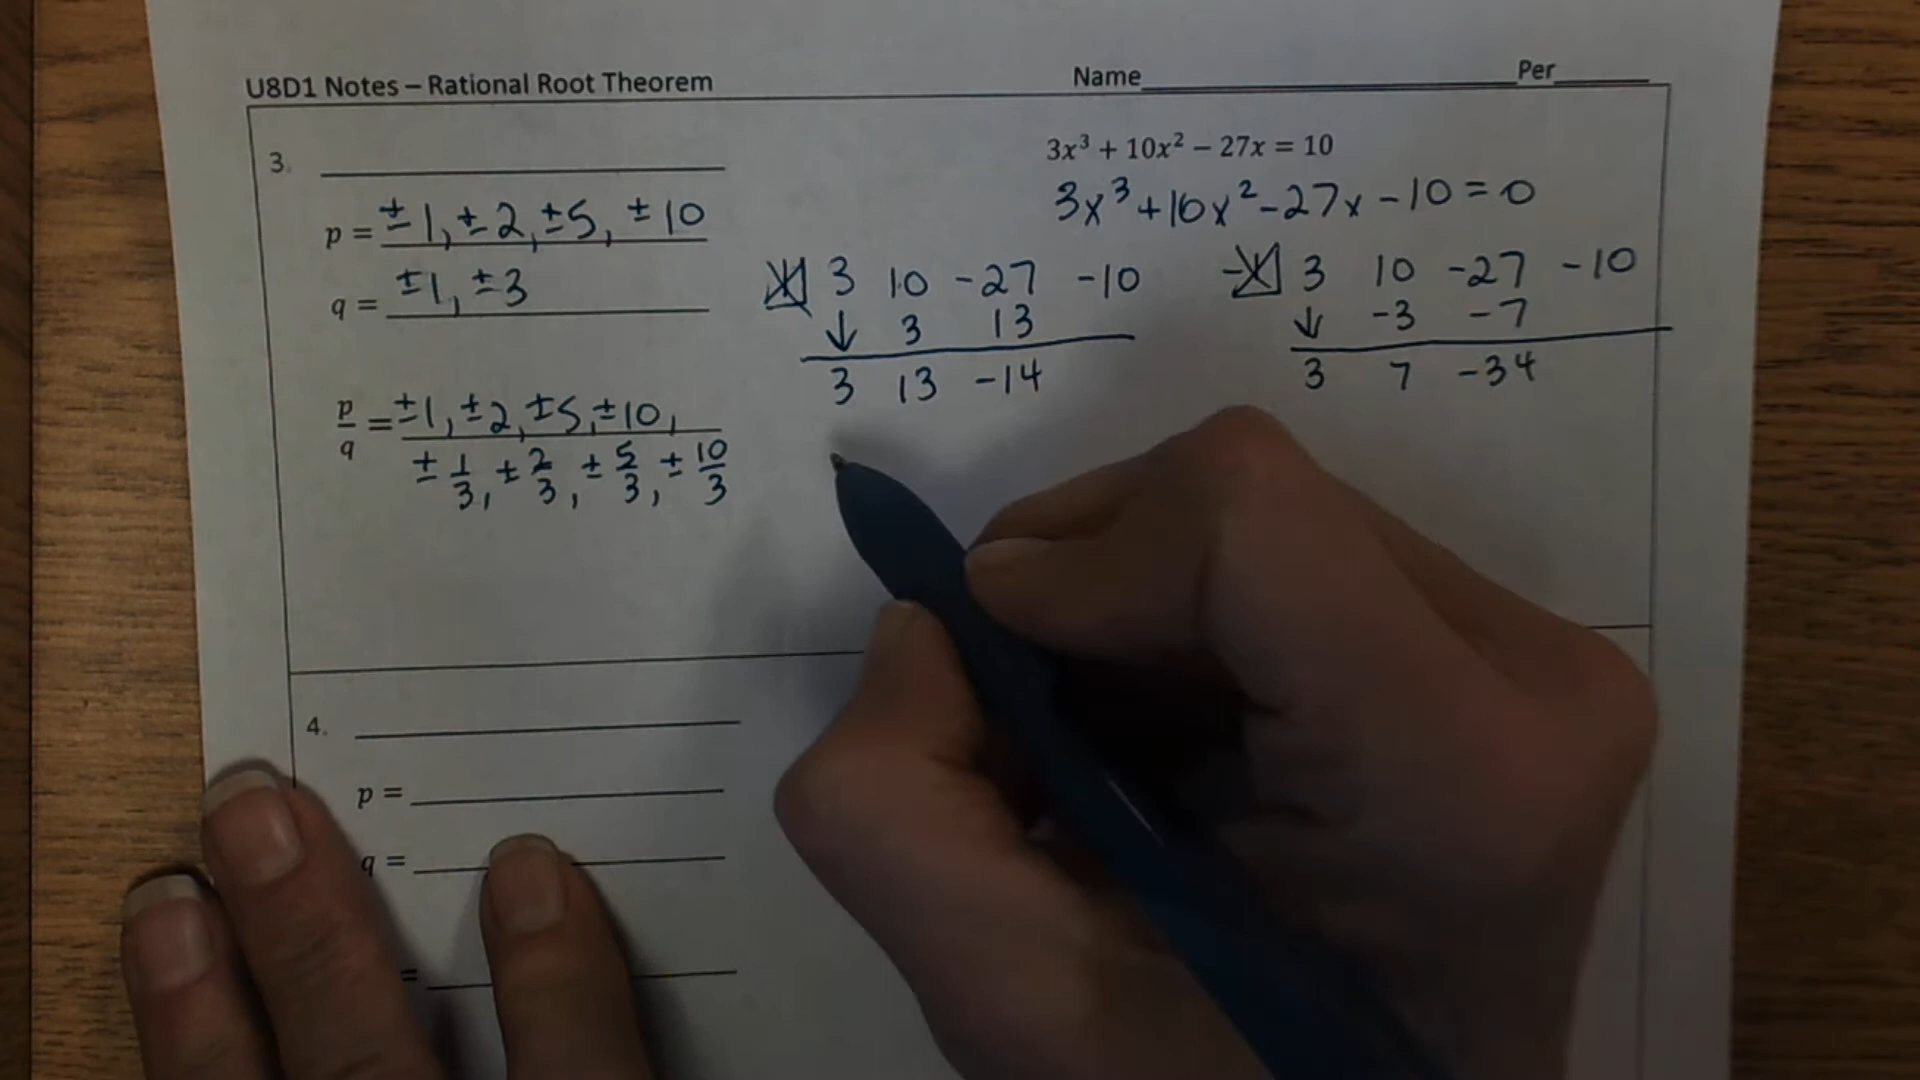 U8D1 Notes – Rational Root Theorem Name Per
3.
3x³ + 10x² − 27x = 10
3x³+10x²-27x-10=0
p = ±1, ±2, ±5, ±10
q = ±1, ±3
p/q = ±1, ±2, ±5, ±10,
± 1/3, ± 2/3, ± 5/3, ± 10/3
1 3 10 -27 -10
↓ 3 13
3 13 -14
-1 3 10 -27 -10
↓ -3 -7
3 7 -34
4.
p =
q =
=